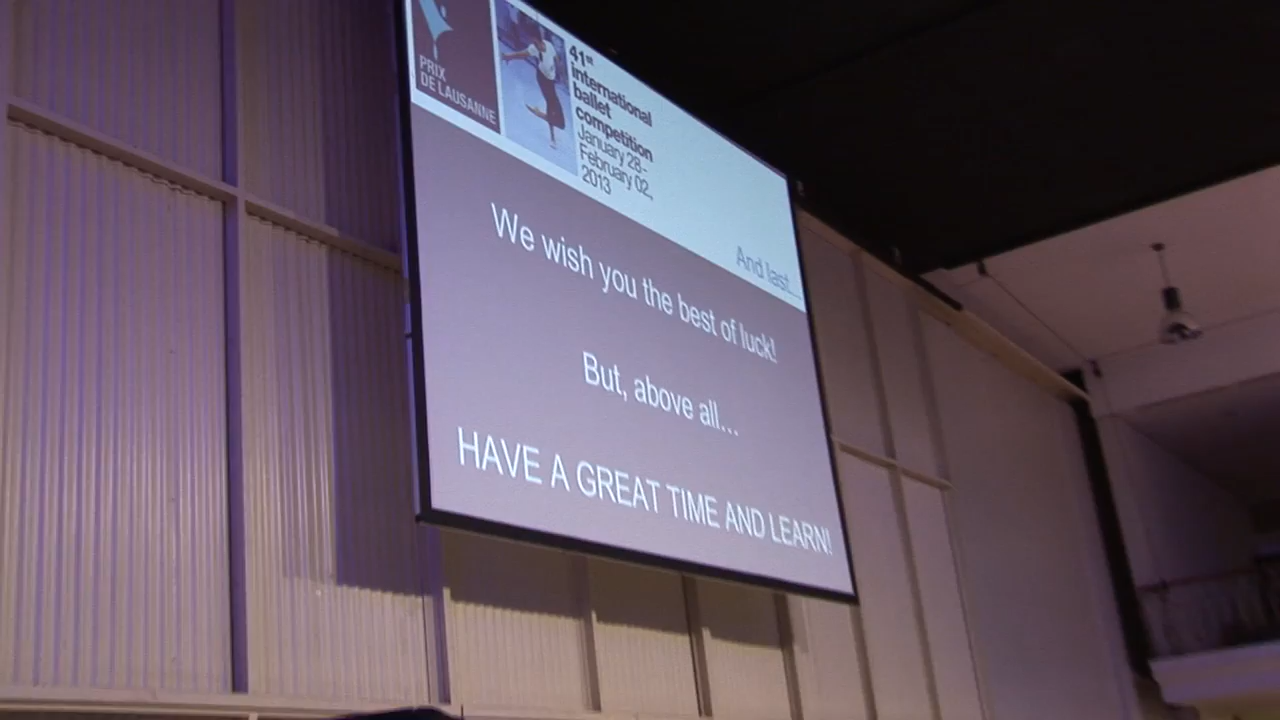 PRIX
DE LAUSANNE
41st
international
ballet
competition
January 28-
February 02,
2013
And last...
We wish you the best of luck!
But, above all...
HAVE A GREAT TIME AND LEARN!